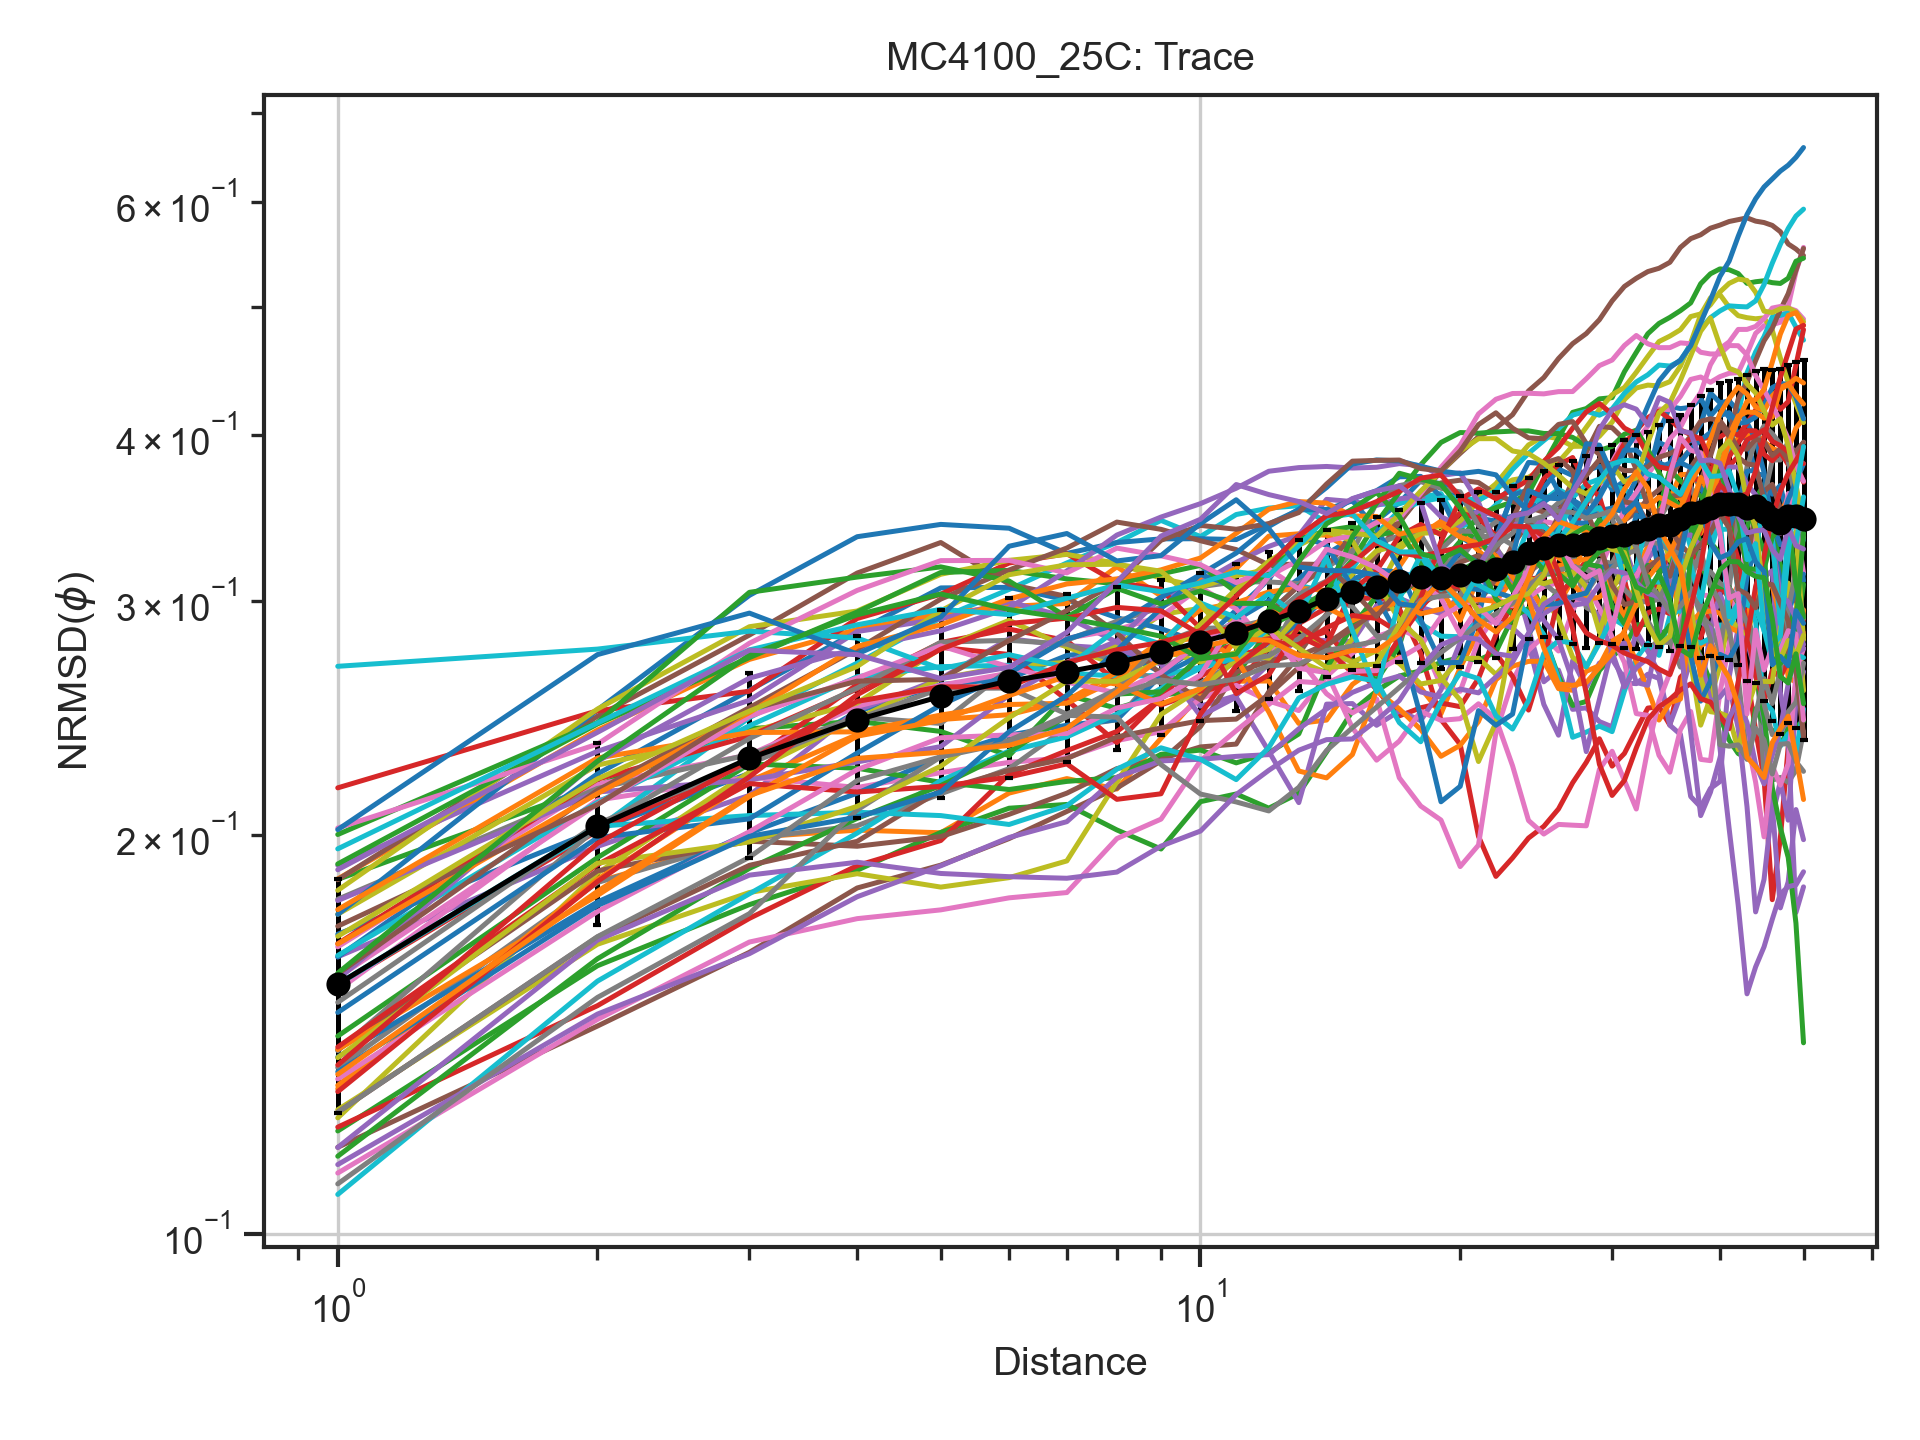 MC4100_25C: Trace
6 × 10⁻¹
4 × 10⁻¹
3 × 10⁻¹
2 × 10⁻¹
10⁻¹
NRMSD(ϕ)
10⁰ 10¹
Distance